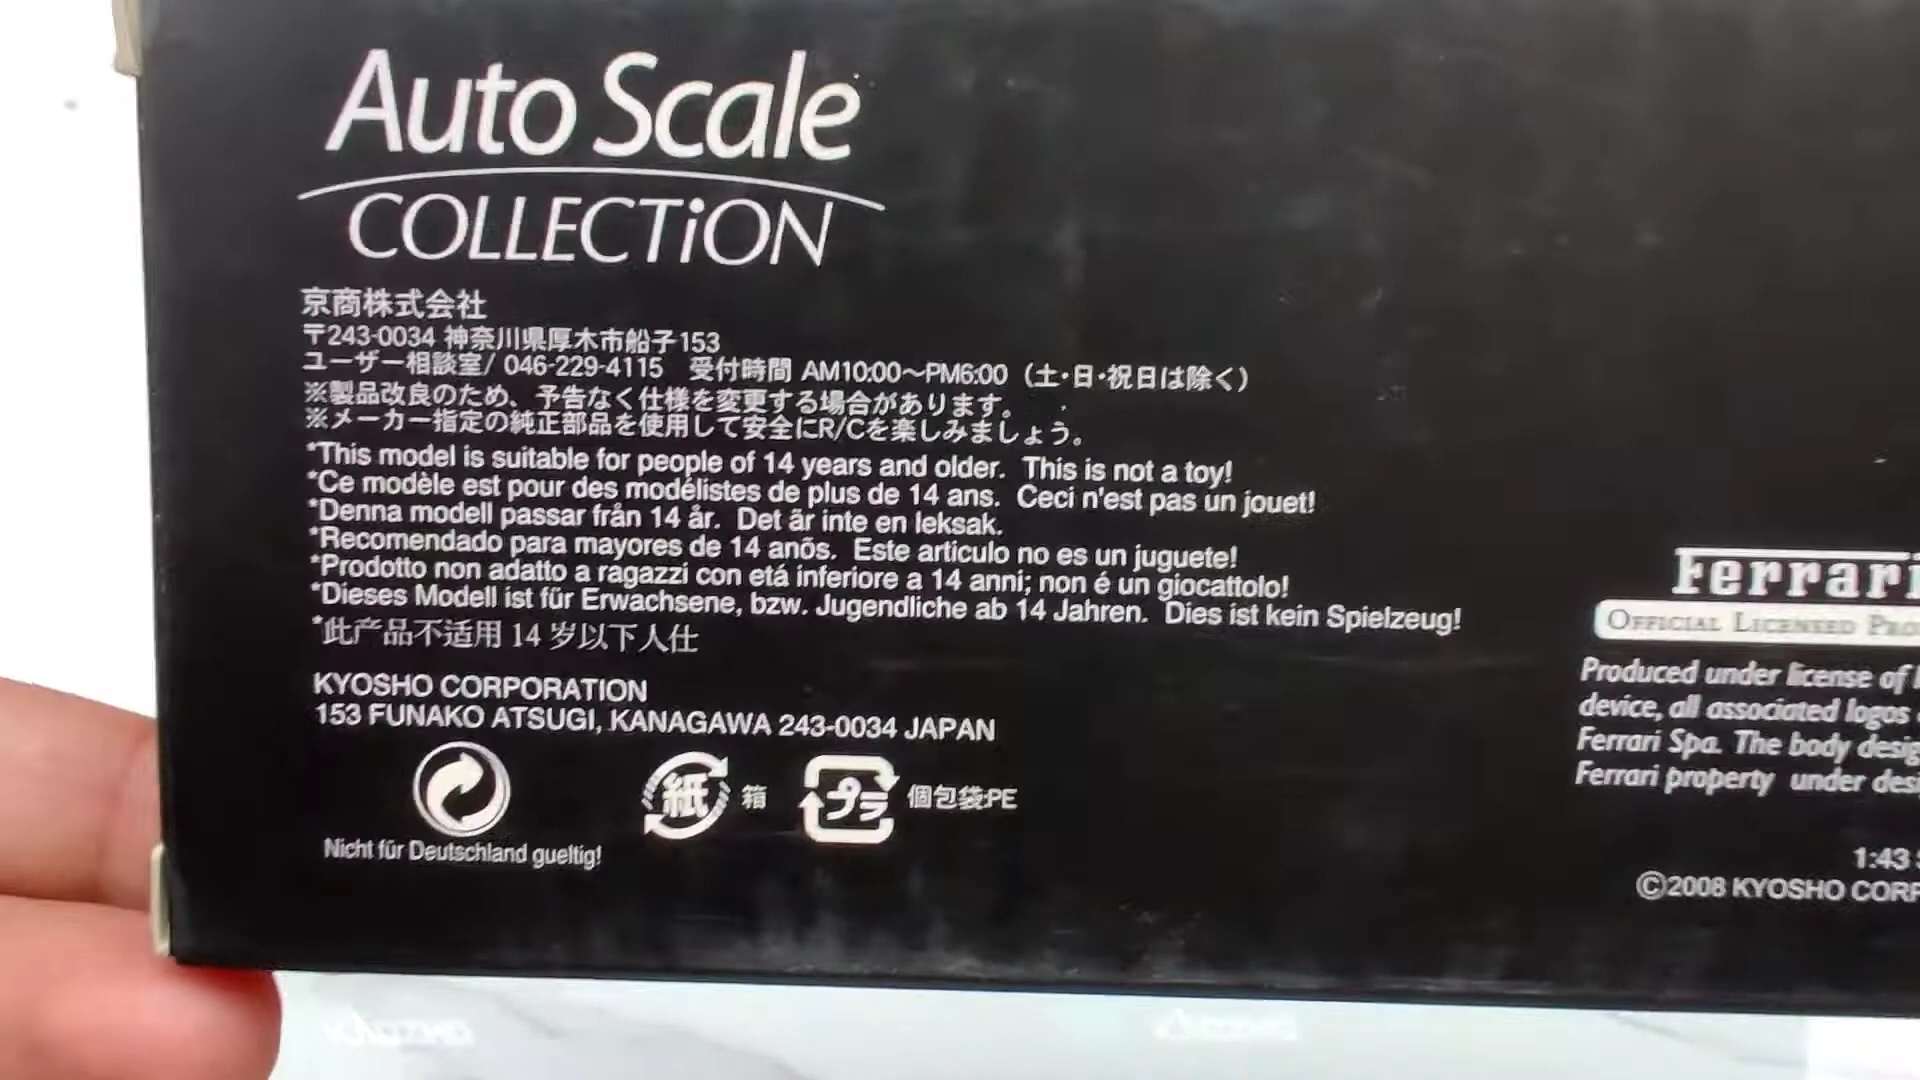 Auto Scale
COLLECTiON
京商株式会社
〒243-0034 神奈川県厚木市船子153
ユーザー相談室/ 046-229-4115 受付時間 AM10:00〜PM6:00（土・日・祝日は除く）
※製品改良のため、予告なく仕様を変更する場合があります。
※メーカー指定の純正部品を使用して安全にR/Cを楽しみましょう。
*This model is suitable for people of 14 years and older. This is not a toy!
*Ce modèle est pour des modélistes de plus de 14 ans. Ceci n'est pas un jouet!
*Denna modell passar från 14 år. Det är inte en leksak.
*Recomendado para mayores de 14 anõs. Este articulo no es un juguete!
*Prodotto non adatto a ragazzi con etá inferiore a 14 anni; non é un giocattolo!
*Dieses Modell ist für Erwachsene, bzw. Jugendliche ab 14 Jahren. Dies ist kein Spielzeug!
*此产品不适用 14 岁以下人仕
KYOSHO CORPORATION
153 FUNAKO ATSUGI, KANAGAWA 243-0034 JAPAN
紙 箱 プラ 個包袋:PE
Nicht für Deutschland gueltig!
Ferrari
OFFICIAL LICENSED
Produced under license of
device, all associated logos
Ferrari Spa. The body
Ferrari property under
1:43
©2008 KYOSHO